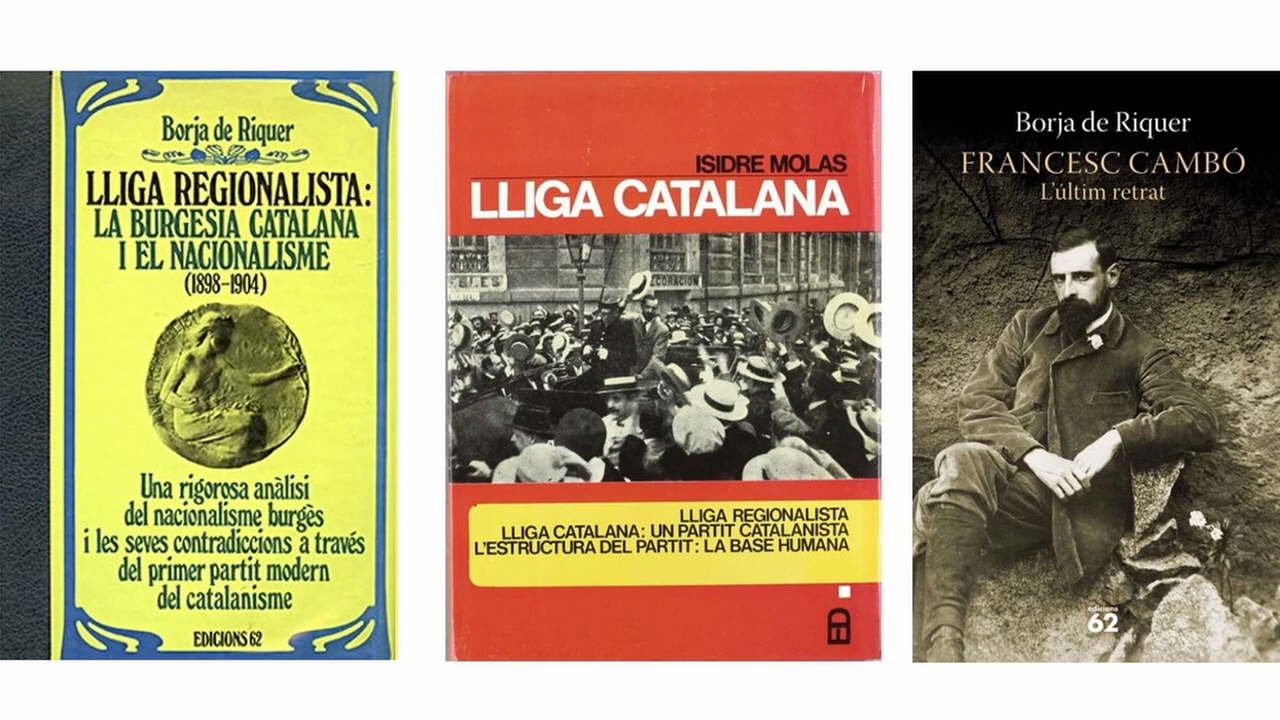 Borja de Riquer
LLIGA REGIONALISTA:
LA BURGESIA CATALANA
I EL NACIONALISME
(1898-1904)
Una rigorosa anàlisi
del nacionalisme burgès
i les seves contradiccions a través
del primer partit modern
del catalanisme
EDICIONS 62
ISIDRE MOLAS
LLIGA CATALANA
LLIGA REGIONALISTA
LLIGA CATALANA: UN PARTIT CATALANISTA
L'ESTRUCTURA DEL PARTIT: LA BASE HUMANA
Borja de Riquer
FRANCESC CAMBÓ
L'últim retrat
edicions
62